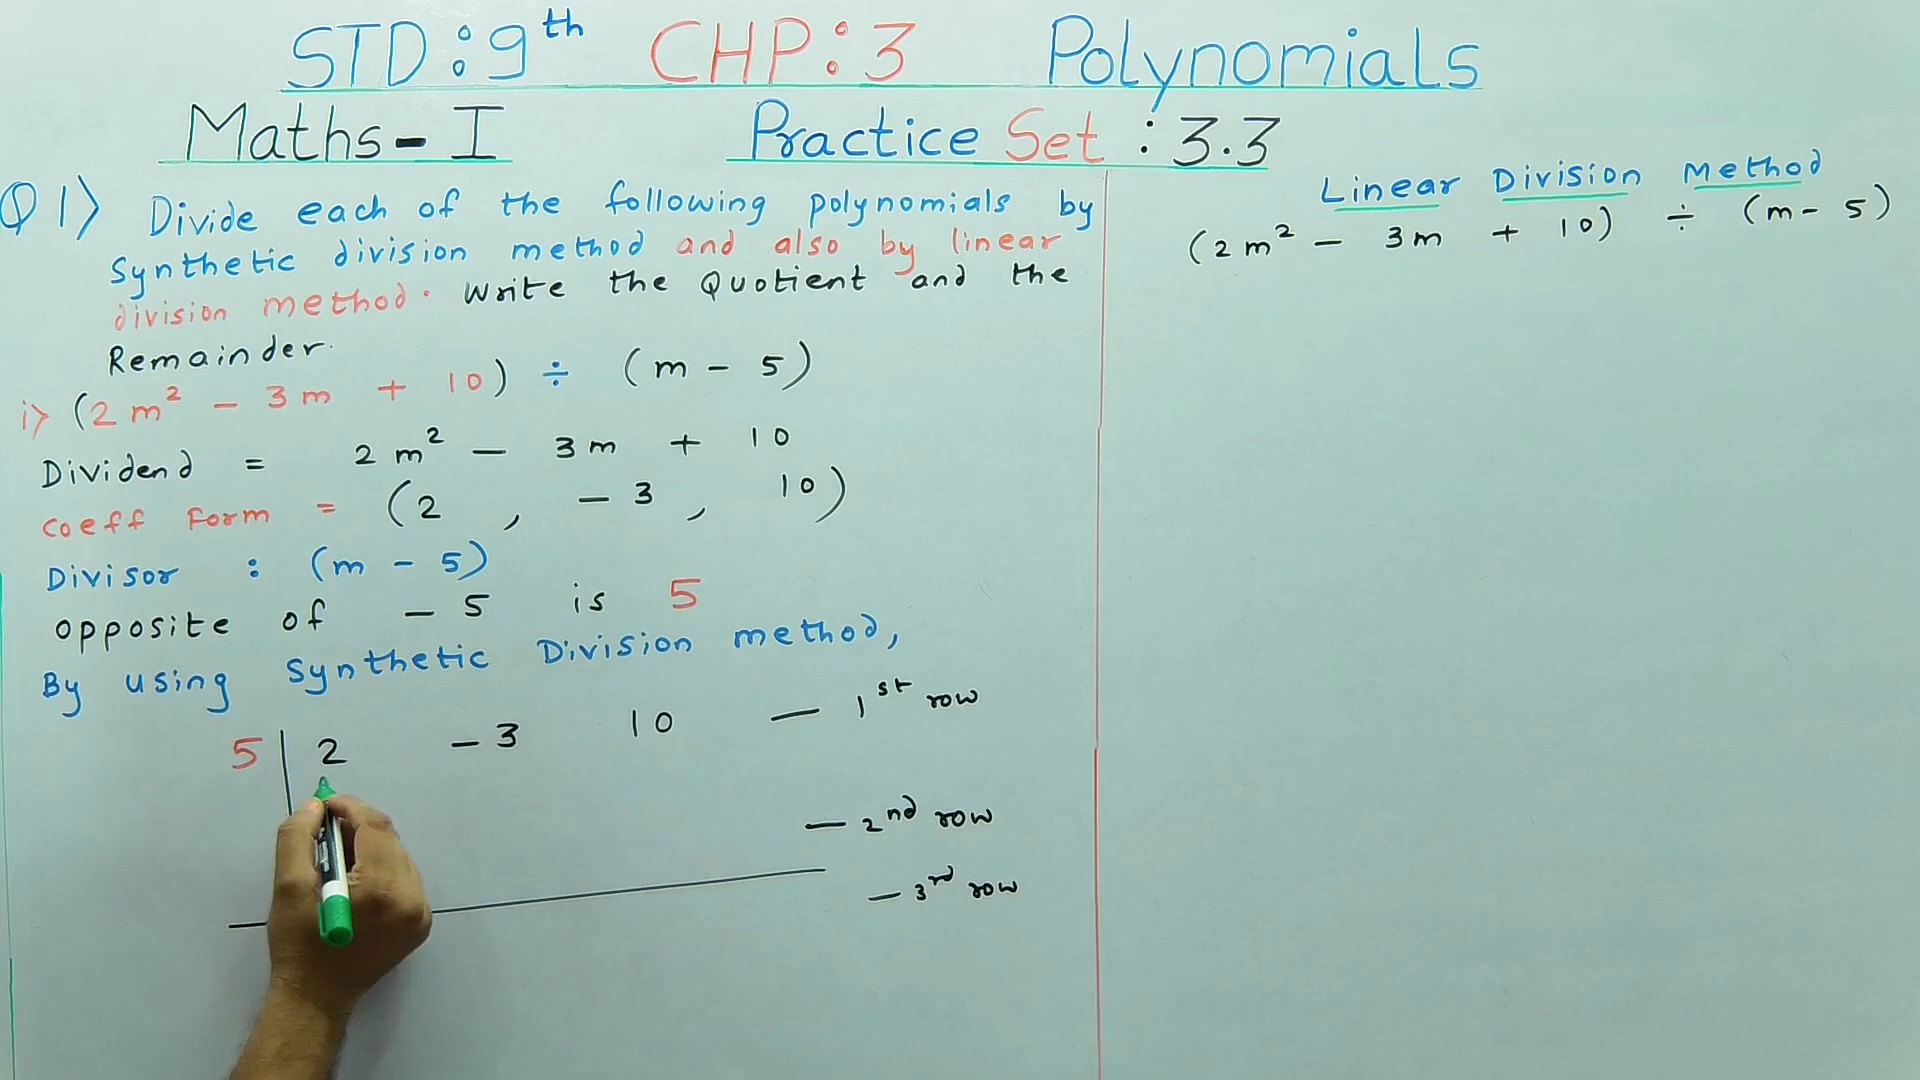 STD: 9th CHP: 3 Polynomials
Maths - I Practice Set : 3.3
Q 1) Divide each of the following polynomials by
synthetic division method and also by linear
division method. Write the Quotient and the
Remainder.
i) (2m² - 3m + 10) ÷ (m - 5)
Dividend = 2m² - 3m + 10
coeff Form = (2 , - 3 , 10)
Divisor : (m - 5)
opposite of - 5 is 5
By using synthetic Division method,
5 | 2 - 3 10 — 1st row
— 2nd row
— 3rd row
Linear Division Method
(2m² - 3m + 10) ÷ (m - 5)